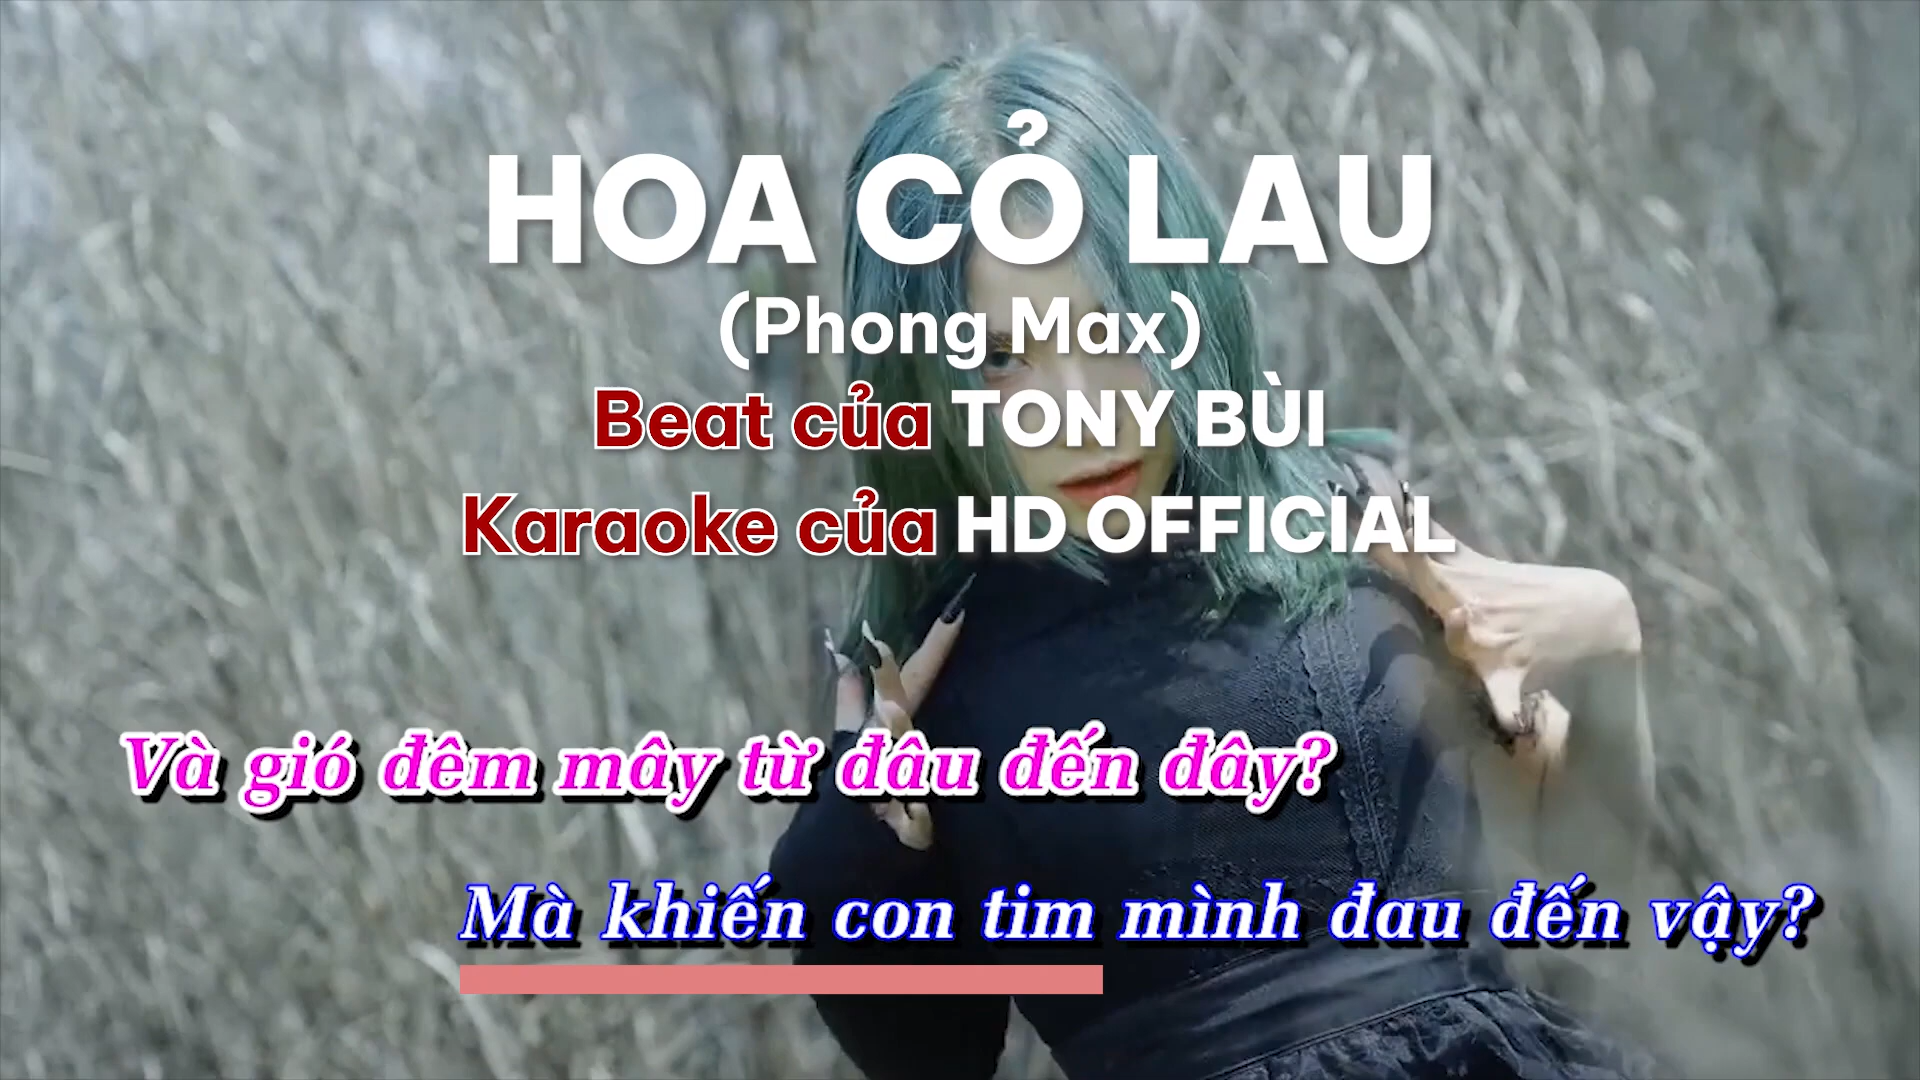 HOA CỎ LAU
(Phong Max)
Beat của TONY BÙI
Karaoke của HD OFFICIAL
Và gió đêm mây từ đâu đến đây?
Mà khiến con tim mình đau đến vậy?